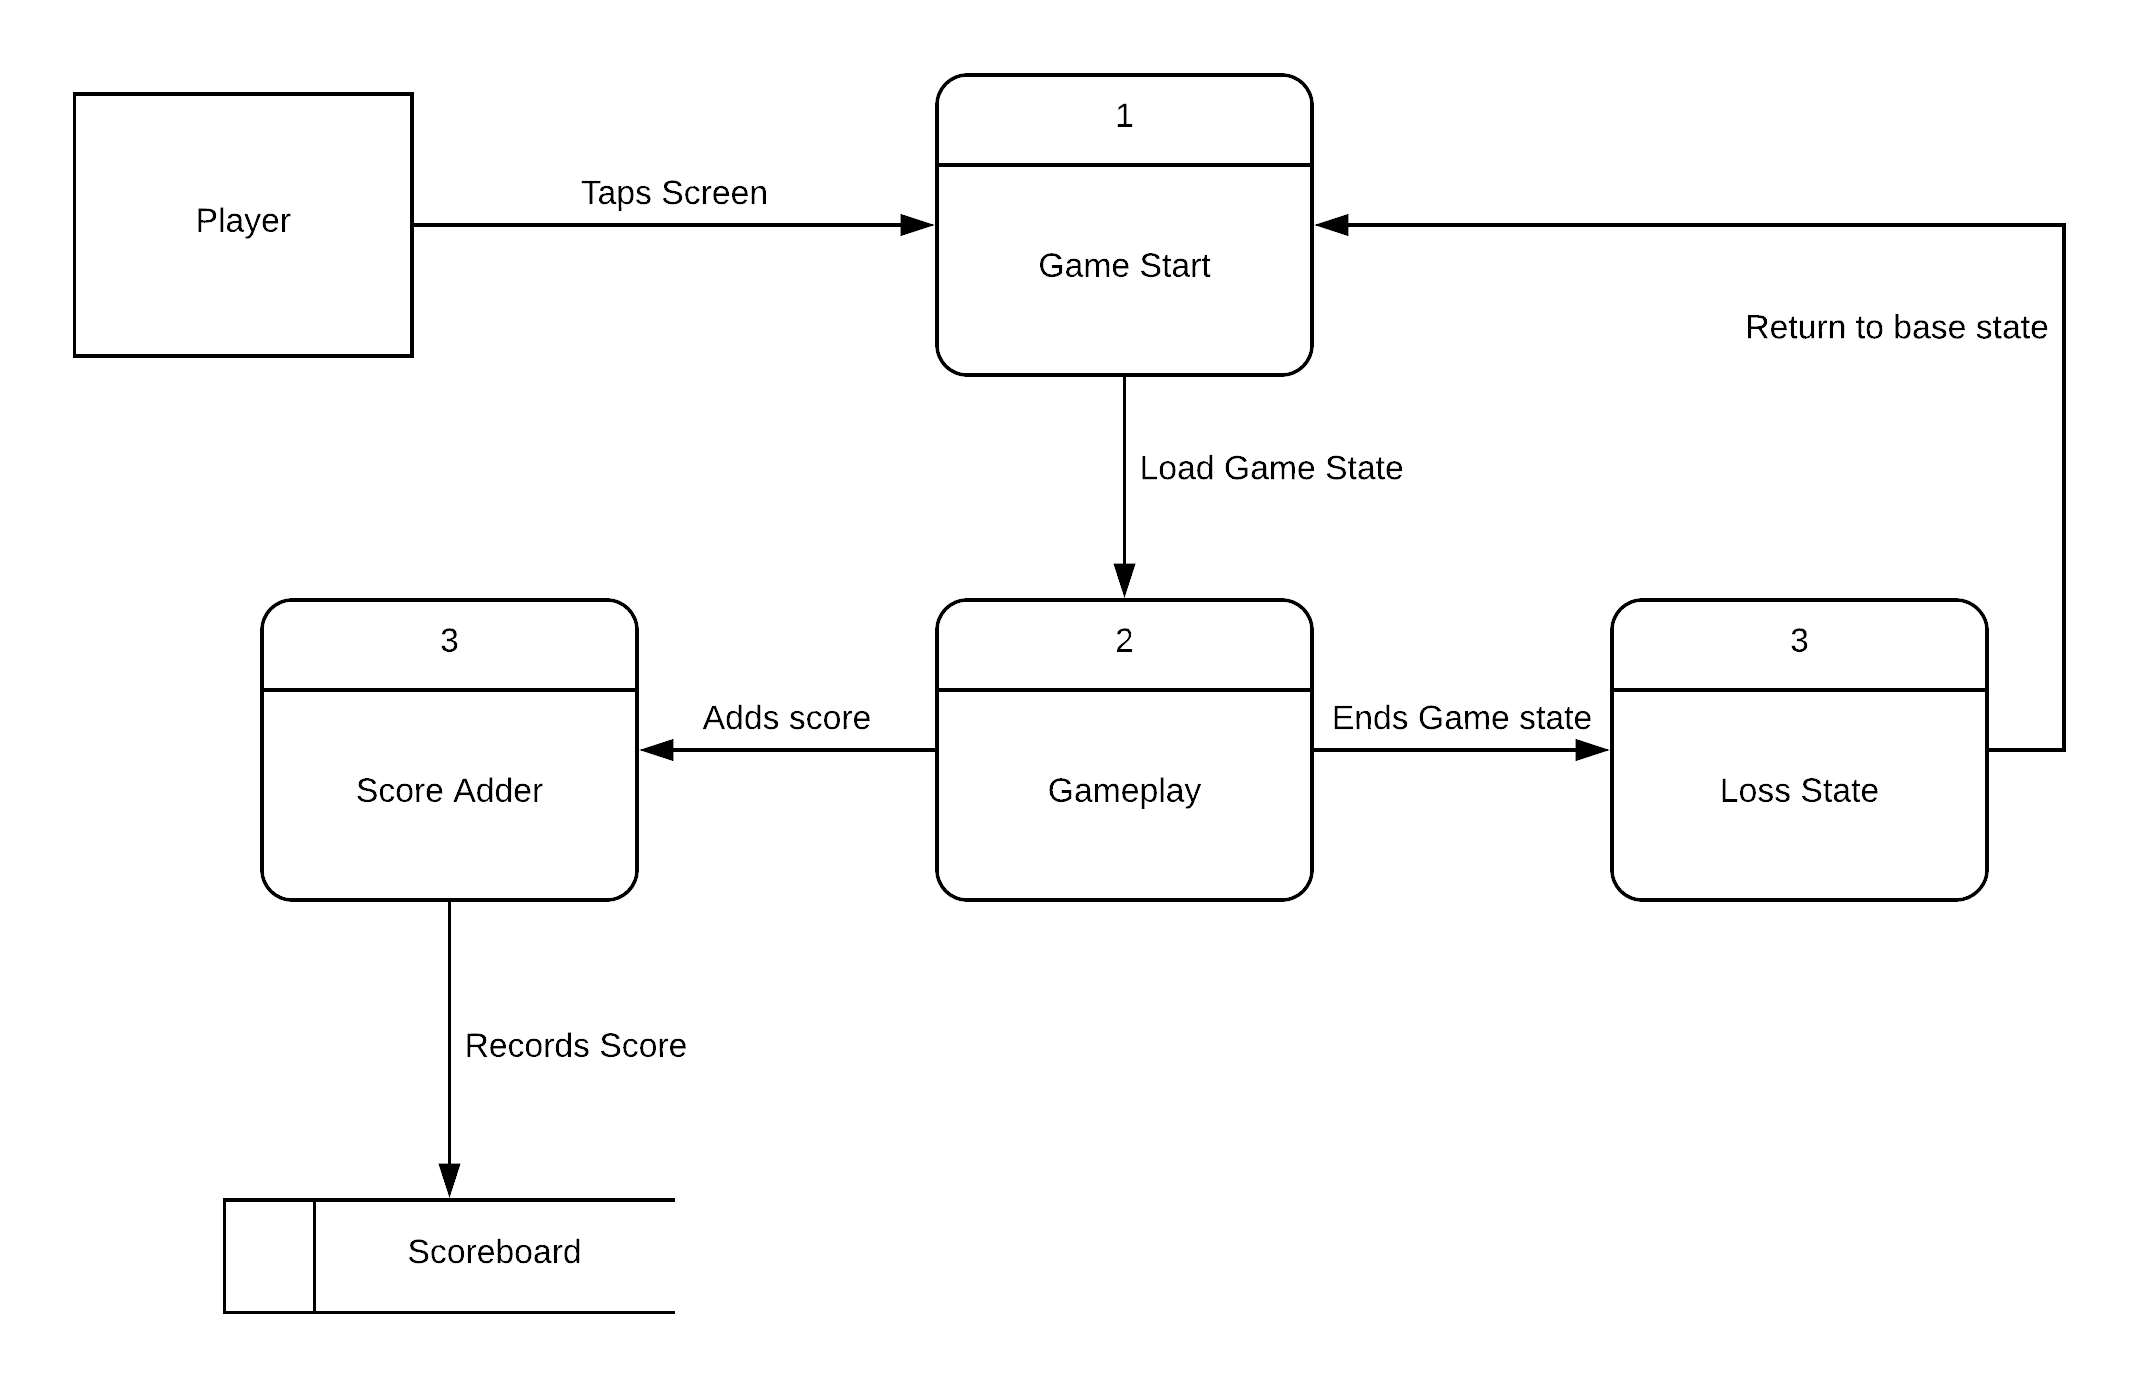 1
Player
Taps Screen
Game Start
Return to base state
Load Game State
3
2
3
Adds score
Ends Game state
Score Adder
Gameplay
Loss State
Records Score
Scoreboard